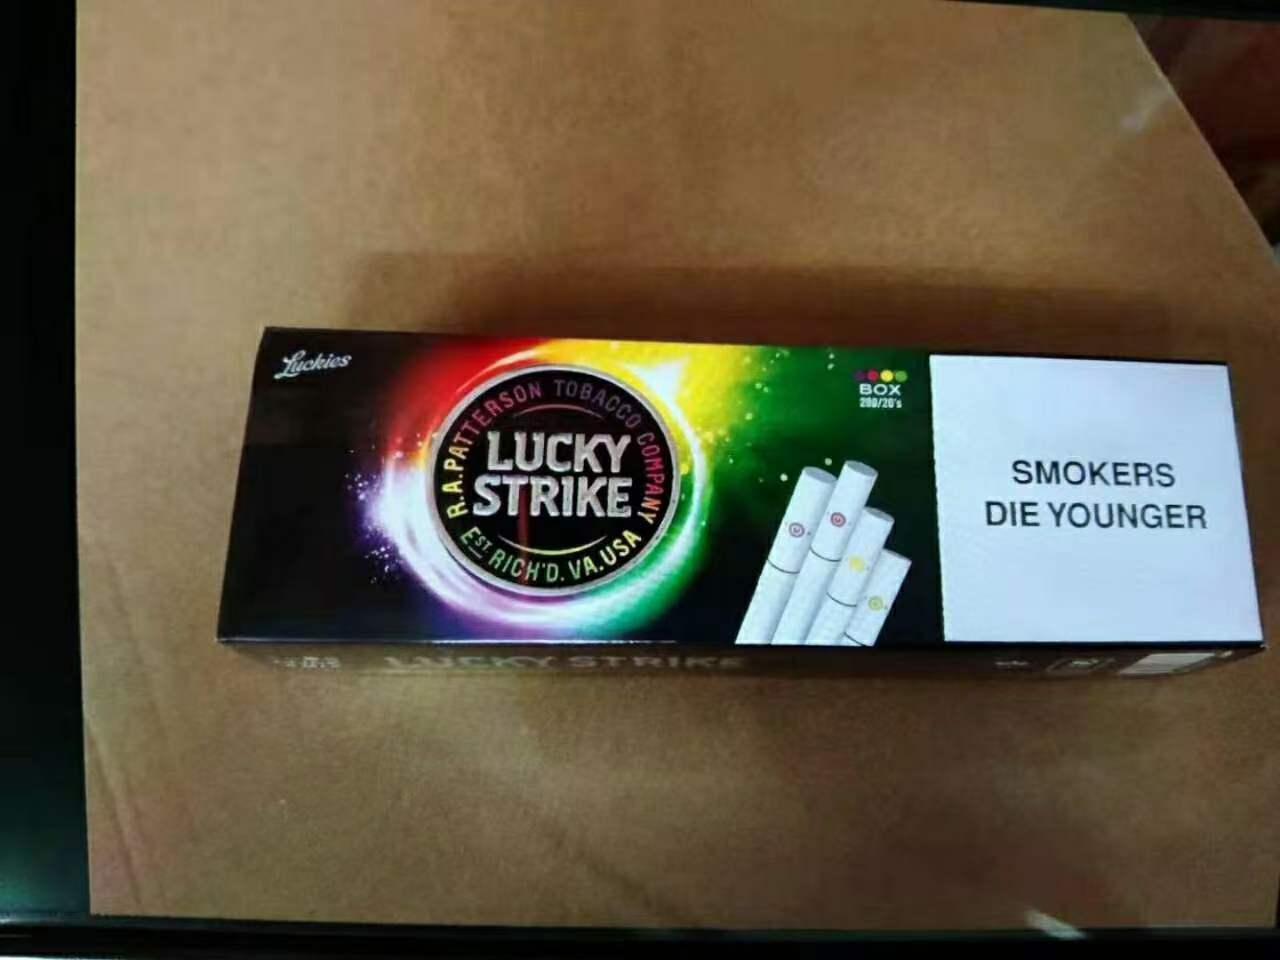 Luckies
R.A. PATTERSON TOBACCO COMPANY
LUCKY
STRIKE
EST. RICH'D. VA. USA
BOX
200/20's
SMOKERS
DIE YOUNGER
LUCKY STRIKE